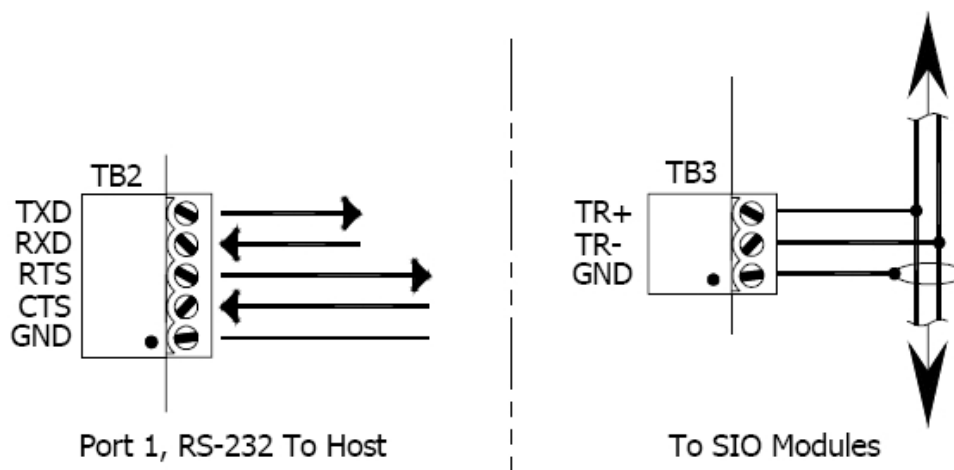 TB2
TXD
RXD
RTS
CTS
GND
Port 1, RS-232 To Host
TB3
TR+
TR-
GND
To SIO Modules